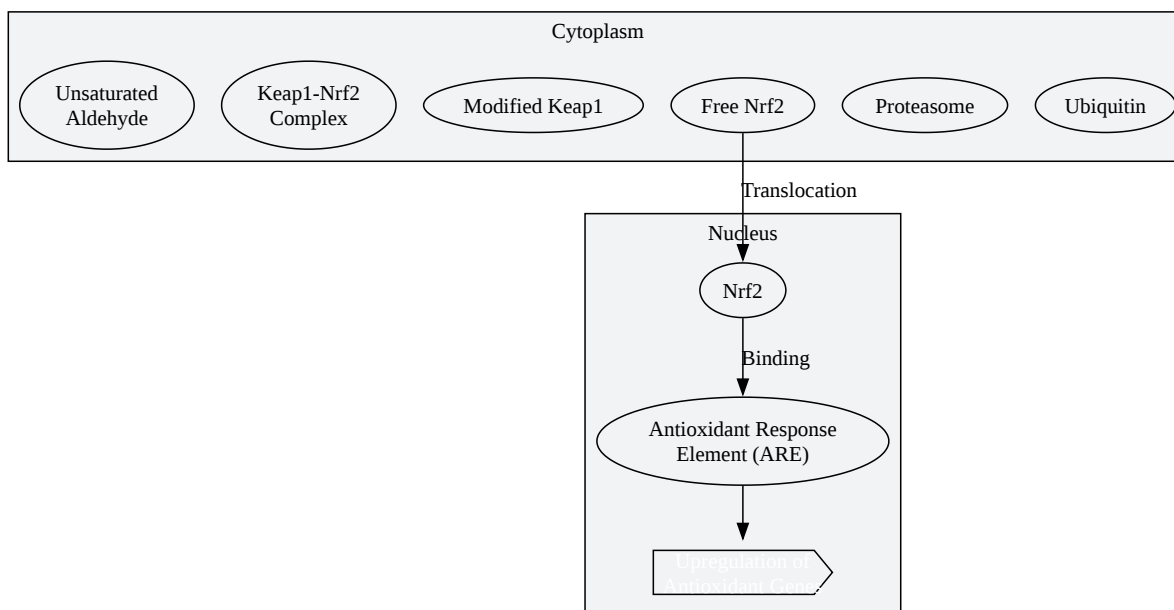 Cytoplasm
Unsaturated
Aldehyde
Keap1-Nrf2
Complex
Modified Keap1
Free Nrf2
Proteasome
Ubiquitin
Translocation
Nucleus
Nrf2
Binding
Antioxidant Response
Element (ARE)
Upregulation of
Antioxidant Genes